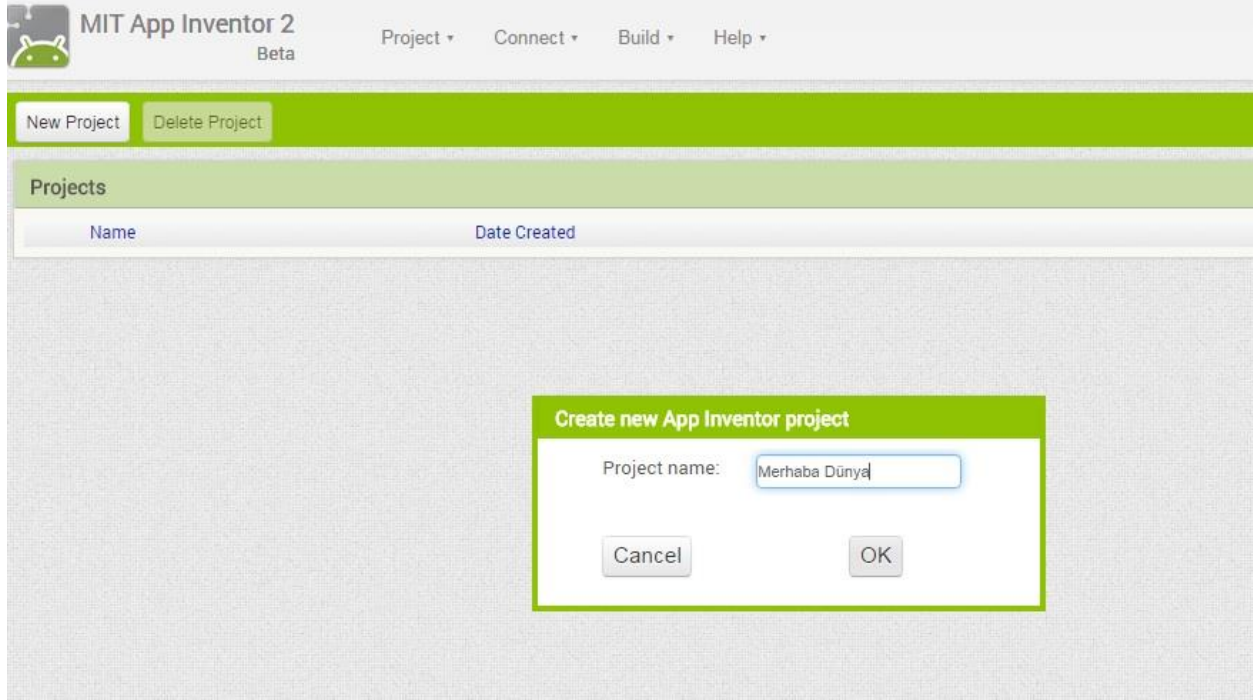 MIT App Inventor 2
Beta
Project Connect Build Help
New Project Delete Project
Projects
Name Date Created
Create new App Inventor project
Project name: Merhaba Dünya
Cancel OK